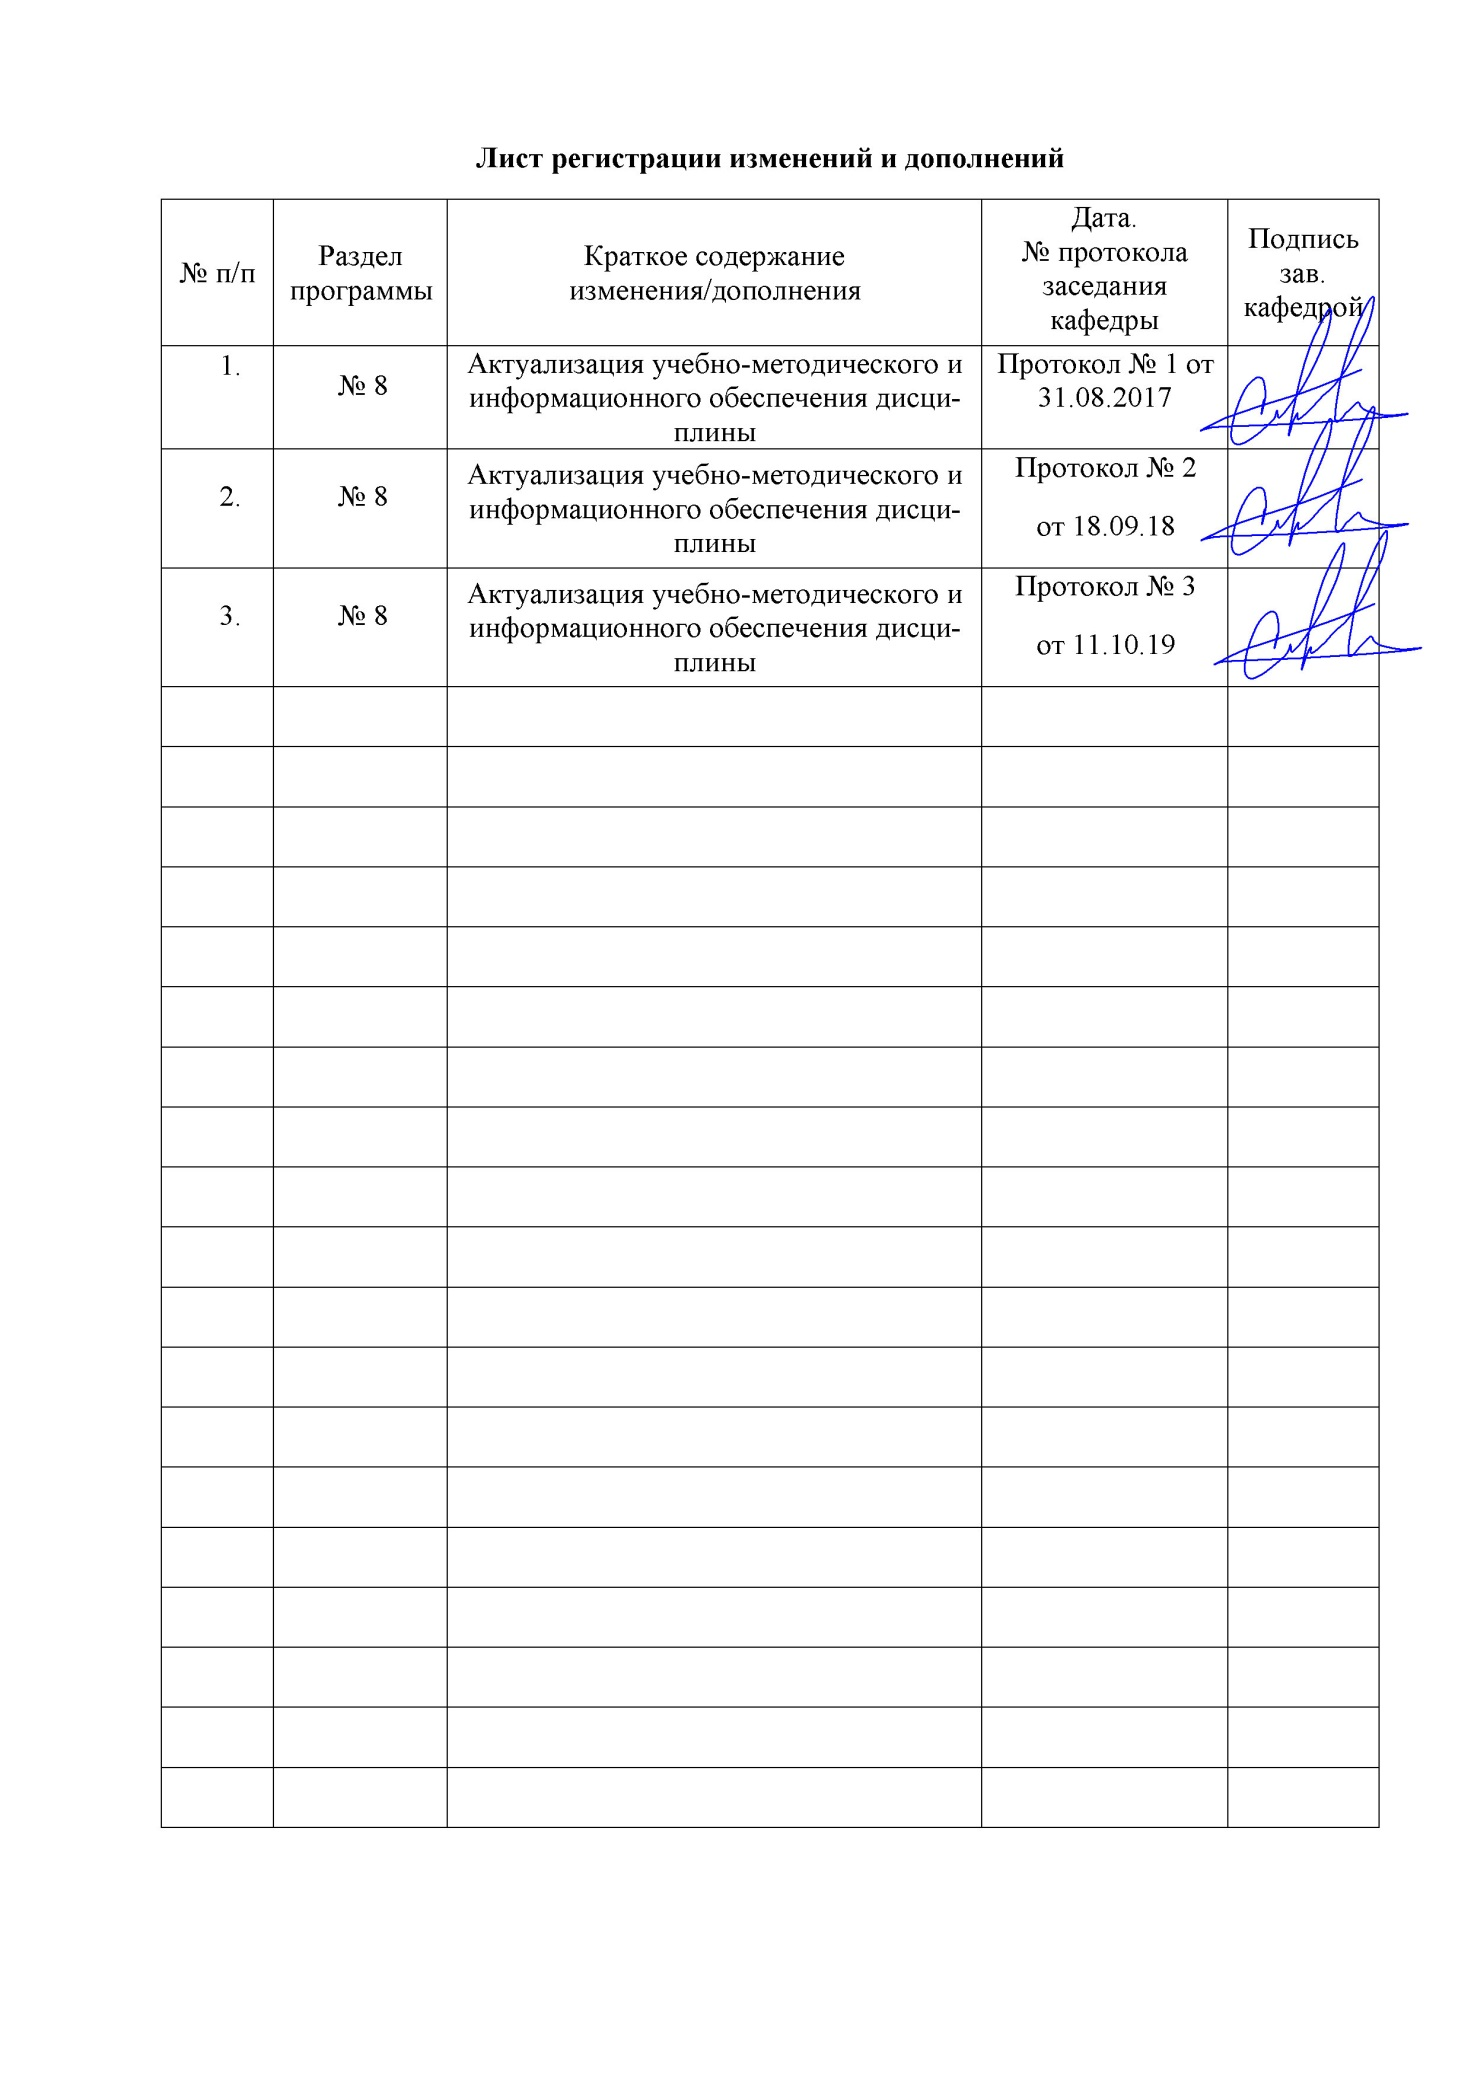 Лист регистрации изменений и дополнений
№ п/п
Раздел
программы
Краткое содержание
изменения/дополнения
Дата.
№ протокола
заседания
кафедры
Подпись
зав.
кафедрой
1.
№ 8
Актуализация учебно-методического и
информационного обеспечения дисци-
плины
Протокол № 1 от
31.08.2017
2.
№ 8
Актуализация учебно-методического и
информационного обеспечения дисци-
плины
Протокол № 2
от 18.09.18
3.
№ 8
Актуализация учебно-методического и
информационного обеспечения дисци-
плины
Протокол № 3
от 11.10.19